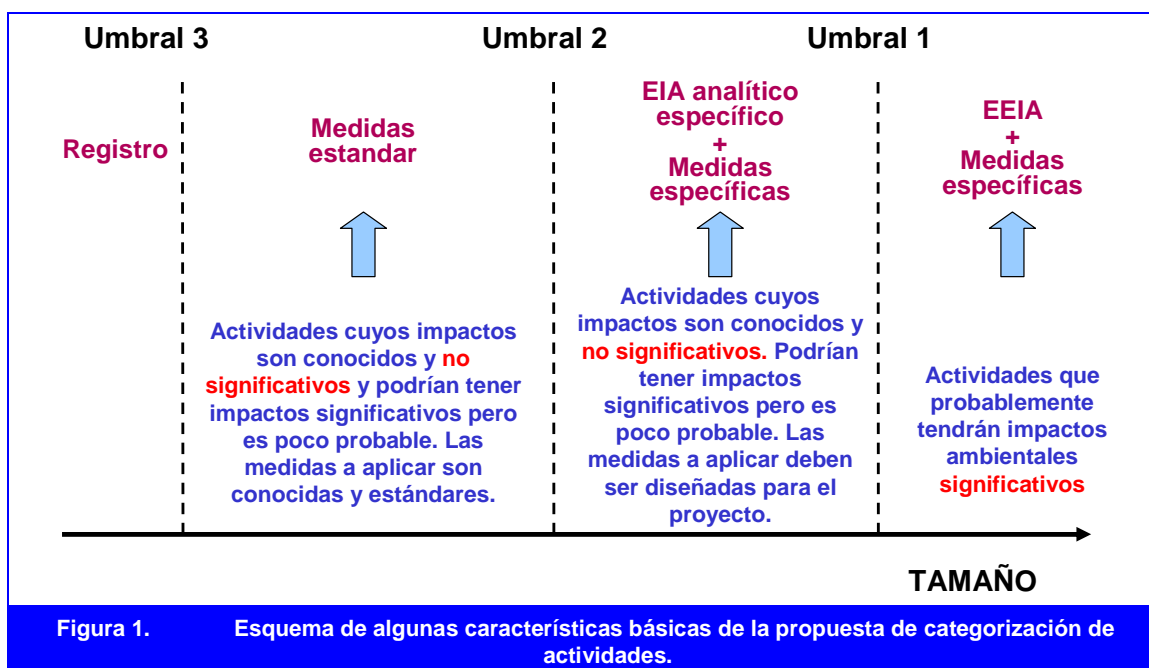 Umbral 3
Umbral 2
Umbral 1
Registro
Medidas
estandar
EIA analítico
específico
+
Medidas
específicas
EEIA
+
Medidas
específicas
Actividades cuyos impactos
son conocidos y no
significativos y podrían tener
impactos significativos pero
es poco probable. Las
medidas a aplicar son
conocidas y estándares.
Actividades cuyos
impactos son conocidos y
no significativos. Podrían
tener impactos
significativos pero es
poco probable. Las
medidas a aplicar deben
ser diseñadas para el
proyecto.
Actividades que
probablemente
tendrán impactos
ambientales
significativos
TAMAÑO
Figura 1. Esquema de algunas características básicas de la propuesta de categorización de
actividades.